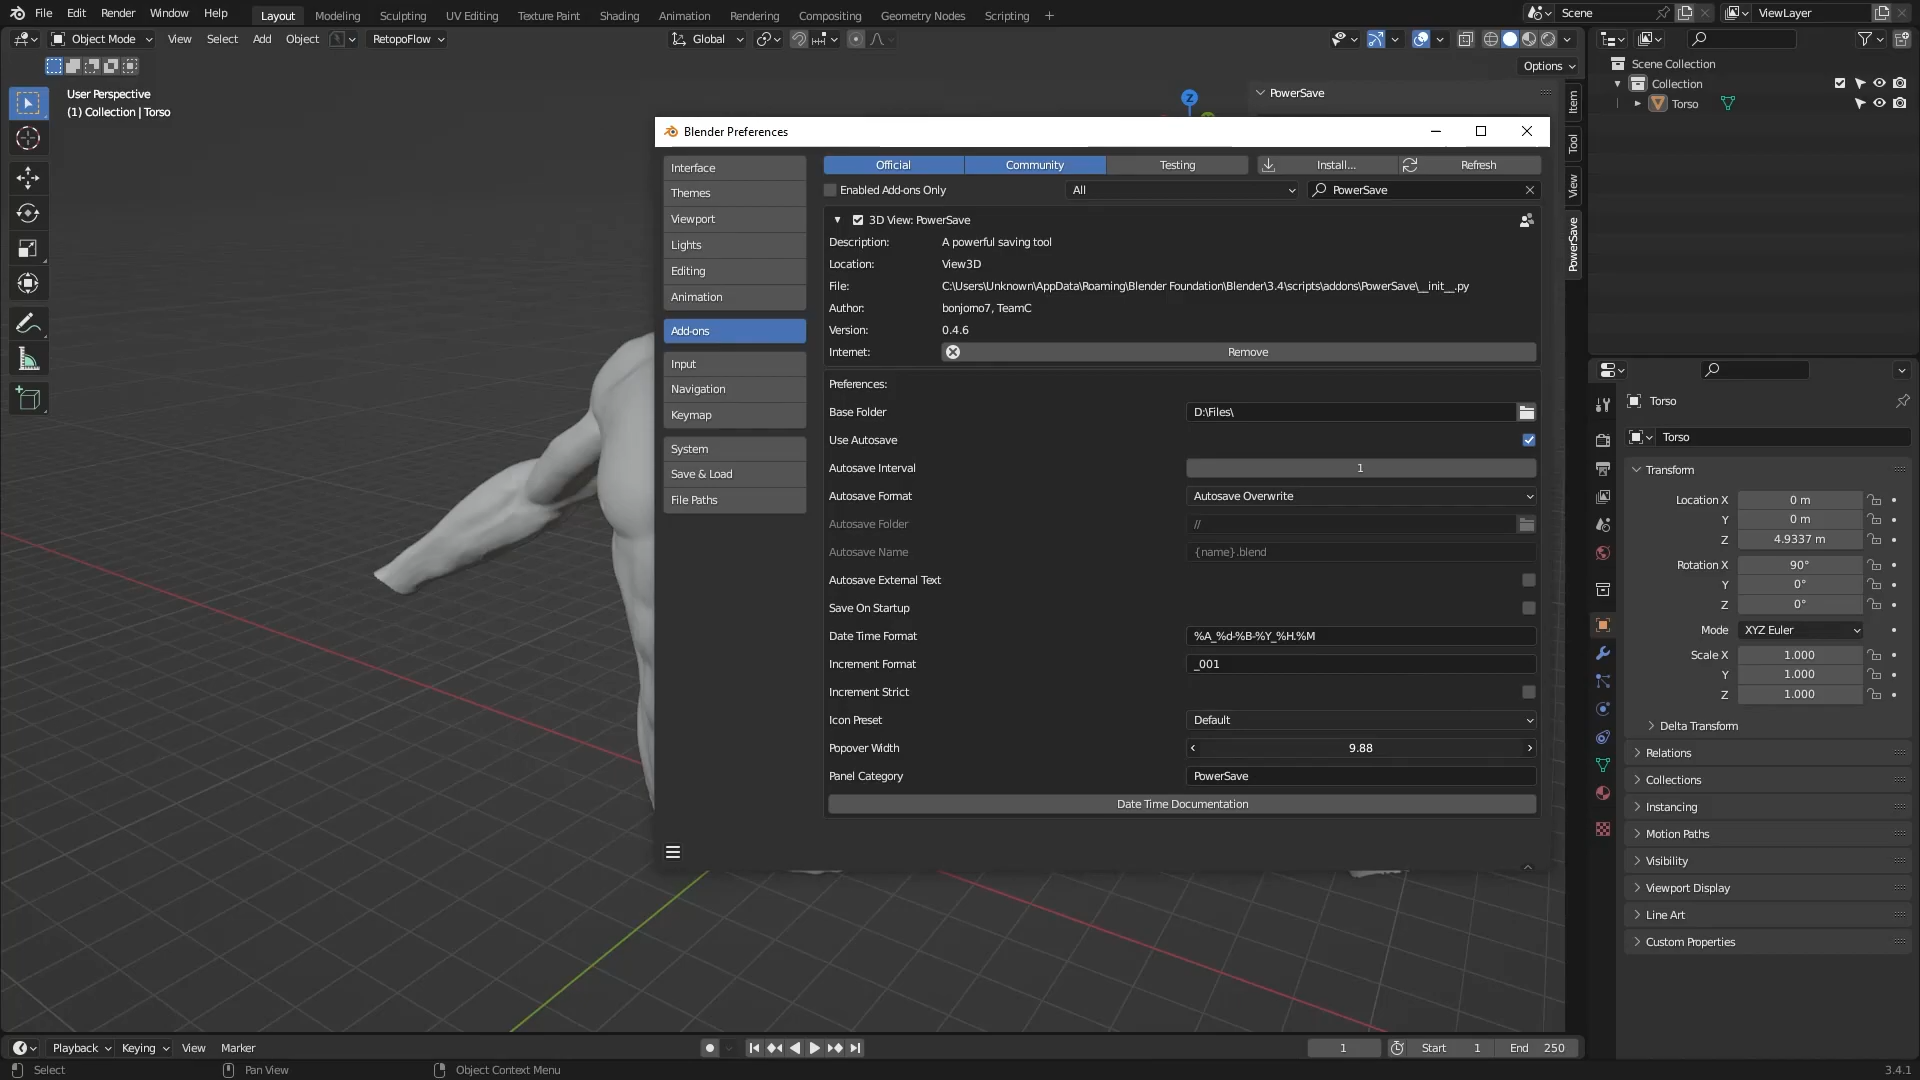 File Edit Render Window Help Layout Modeling Sculpting UV Editing Texture Paint Shading Animation Rendering Compositing Geometry Nodes Scripting + Scene ViewLayer
Object Mode View Select Add Object RetopoFlow Global
Options
User Perspective
(1) Collection | Torso
Z
PowerSave
Item
Tool
View
PowerSave
Blender Preferences
Interface
Themes
Viewport
Lights
Editing
Animation
Add-ons
Input
Navigation
Keymap
System
Save & Load
File Paths
Official Community Testing Install... Refresh
Enabled Add-ons Only All PowerSave
3D View: PowerSave
Description: A powerful saving tool
Location: View3D
File: C:\Users\Unknown\AppData\Roaming\Blender Foundation\Blender\3.4\scripts\addons\PowerSave\__init__.py
Author: bonjorno7, TeamC
Version: 0.4.6
Internet: Remove
Preferences:
Base Folder D:\Files\
Use Autosave
Autosave Interval 1
Autosave Format Autosave Overwrite
Autosave Folder //
Autosave Name {name}.blend
Autosave External Text
Save On Startup
Date Time Format %A_%d-%B-%Y_%H.%M
Increment Format _001
Increment Strict
Icon Preset Default
Popover Width 9.88
Panel Category PowerSave
Date Time Documentation
Scene Collection
Collection
Torso
Torso
Torso
Transform
Location X 0 m
Y 0 m
Z 4.9337 m
Rotation X 90°
Y 0°
Z 0°
Mode XYZ Euler
Scale X 1.000
Y 1.000
Z 1.000
Delta Transform
Relations
Collections
Instancing
Motion Paths
Visibility
Viewport Display
Line Art
Custom Properties
Playback Keying View Marker 1 Start 1 End 250
Select Pan View Object Context Menu 3.4.1